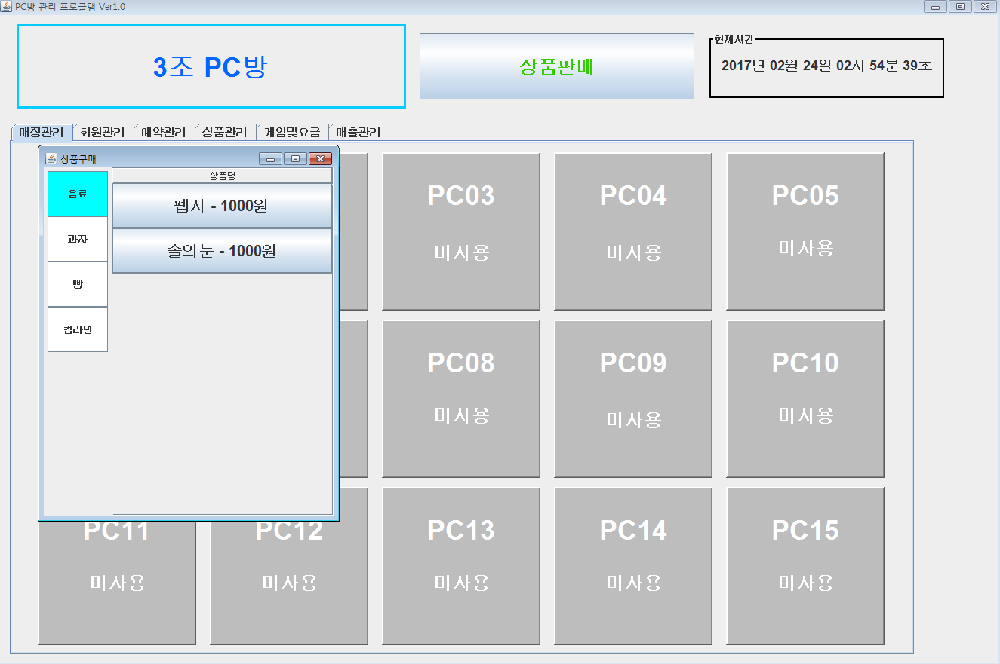 PC방 관리 프로그램 Ver1.0
3조 PC방
상품판매
현재시간
2017년 02월 24일 02시 54분 39초
매장관리 회원관리 예약관리 상품관리 게임및요금 매출관리
상품구매
상품명
음료
과자
빵
컵라면
펩시 - 1000원
솔의눈 - 1000원
PC03
미사용
PC04
미사용
PC05
미사용
PC08
미사용
PC09
미사용
PC10
미사용
PC11
미사용
PC12
미사용
PC13
미사용
PC14
미사용
PC15
미사용